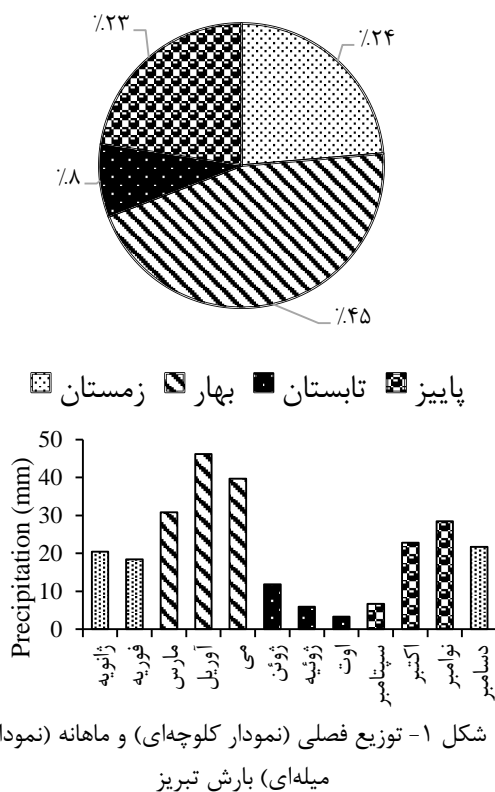 ٪۲۳
٪۲۴
٪۸
٪۴۵
زمستان بهار تابستان پاییز
Precipitation (mm)
50
40
30
20
10
0
ژانویه
فوریه
مارس
آوریل
می
ژوئن
ژوئیه
اوت
سپتامبر
اکتبر
نوامبر
دسامبر
شکل ۱- توزیع فصلی (نمودار کلوچه‌ای) و ماهانه (نمودا
میله‌ای) بارش تبریز